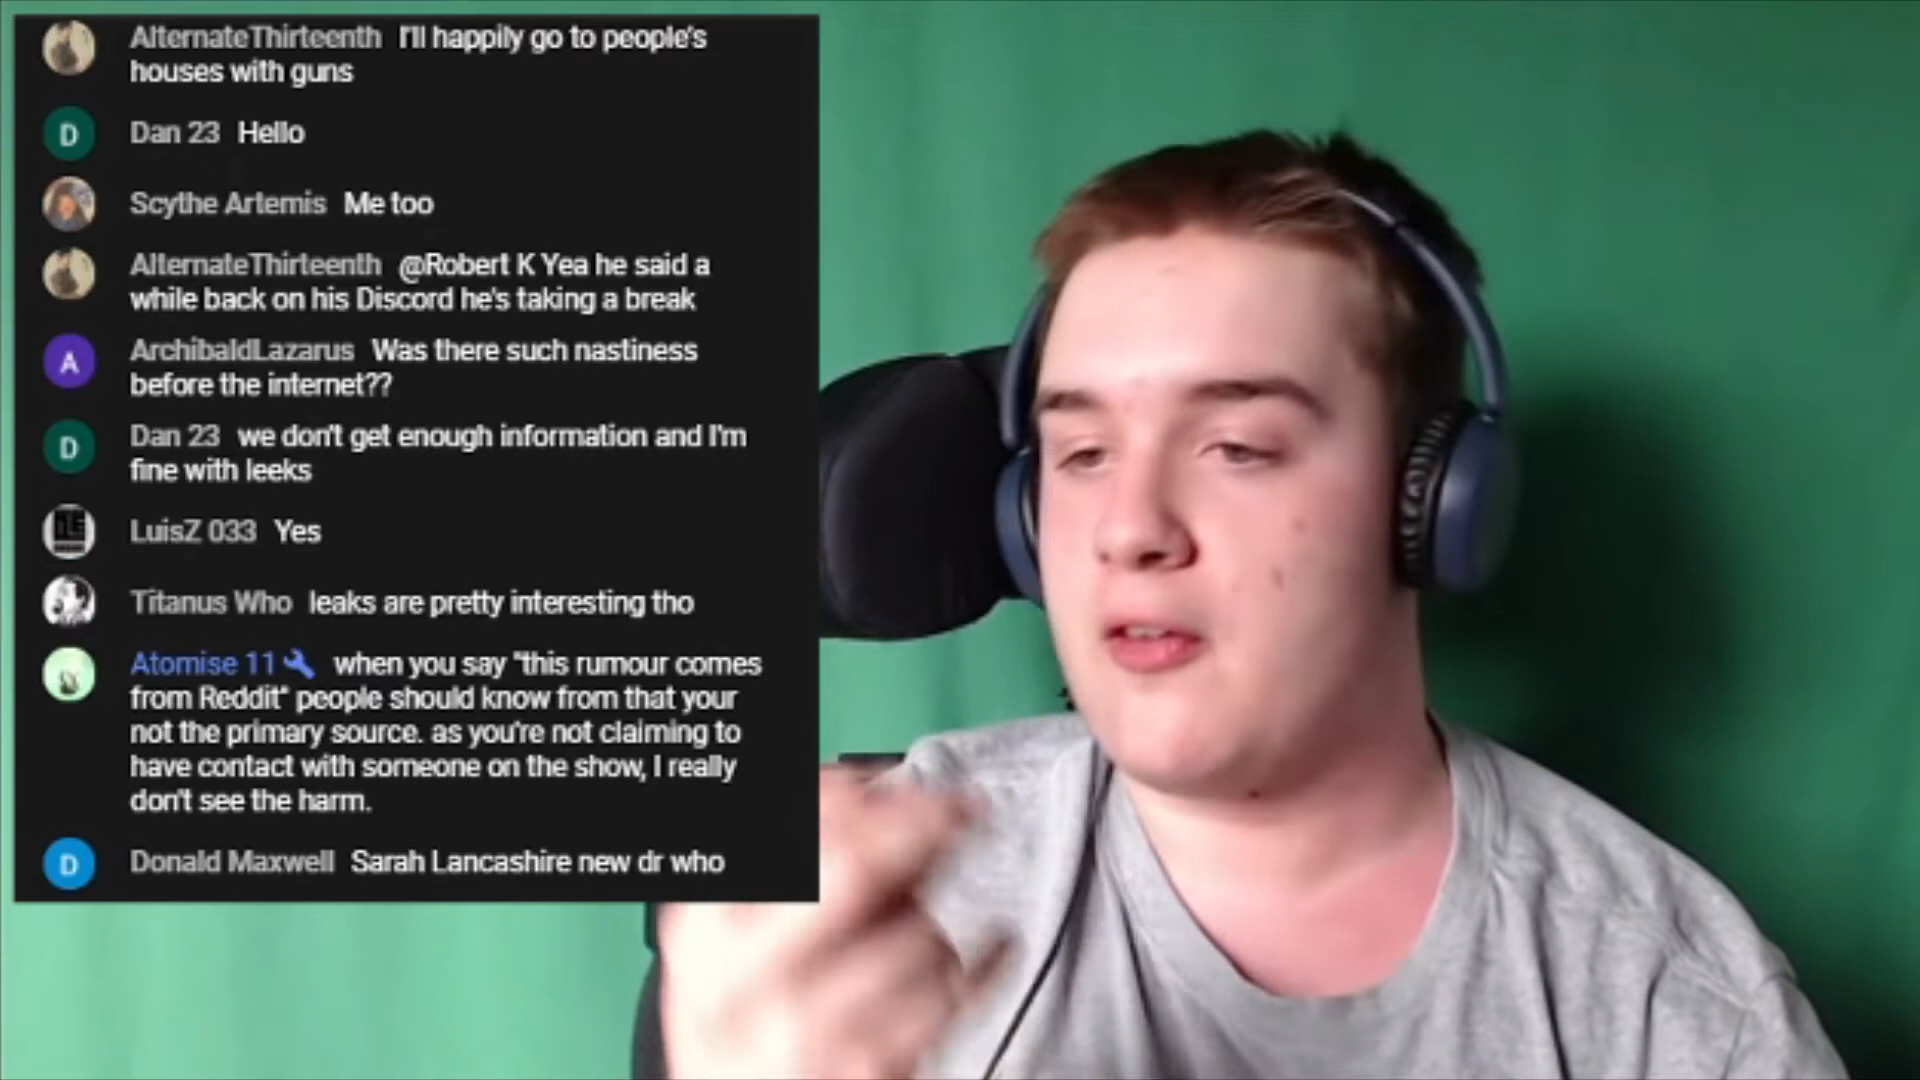 AlternateThirteenth I'll happily go to people's
houses with guns
D Dan 23 Hello
Scythe Artemis Me too
AlternateThirteenth @Robert K Yea he said a
while back on his Discord he's taking a break
A ArchibaldLazarus Was there such nastiness
before the internet??
D Dan 23 we don't get enough information and I'm
fine with leeks
LuisZ 033 Yes
Titanus Who leaks are pretty interesting tho
Atomise 11 when you say "this rumour comes
from Reddit" people should know from that your
not the primary source. as you're not claiming to
have contact with someone on the show, I really
don't see the harm.
D Donald Maxwell Sarah Lancashire new dr who